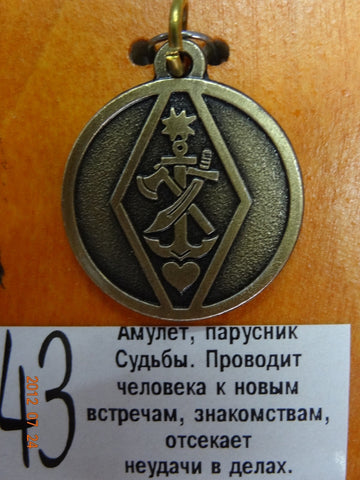 Амулет, парусник
Судьбы. Проводит
человека к новым
встречам, знакомствам,
отсекает
неудачи в делах.
43
2012 07 24